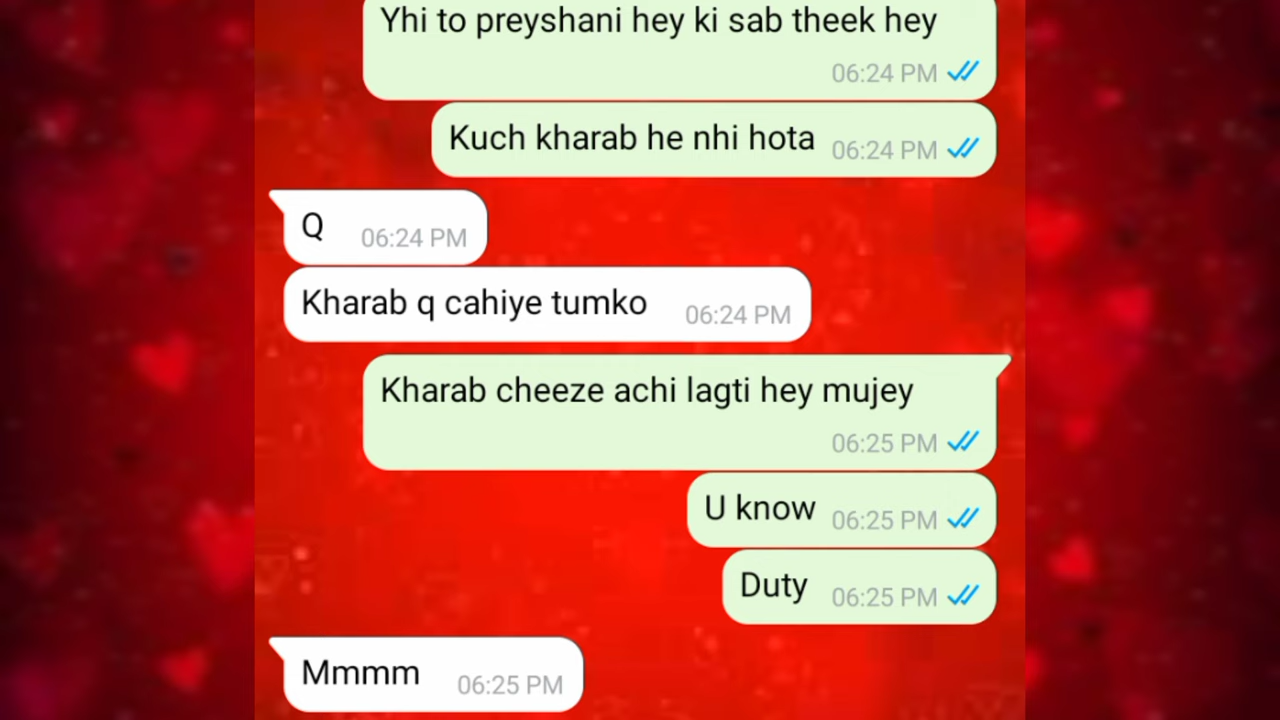 Yhi to preyshani hey ki sab theek hey
06:24 PM
Kuch kharab he nhi hota 06:24 PM
Q 06:24 PM
Kharab q cahiye tumko 06:24 PM
Kharab cheeze achi lagti hey mujey
06:25 PM
U know 06:25 PM
Duty 06:25 PM
Mmmm 06:25 PM